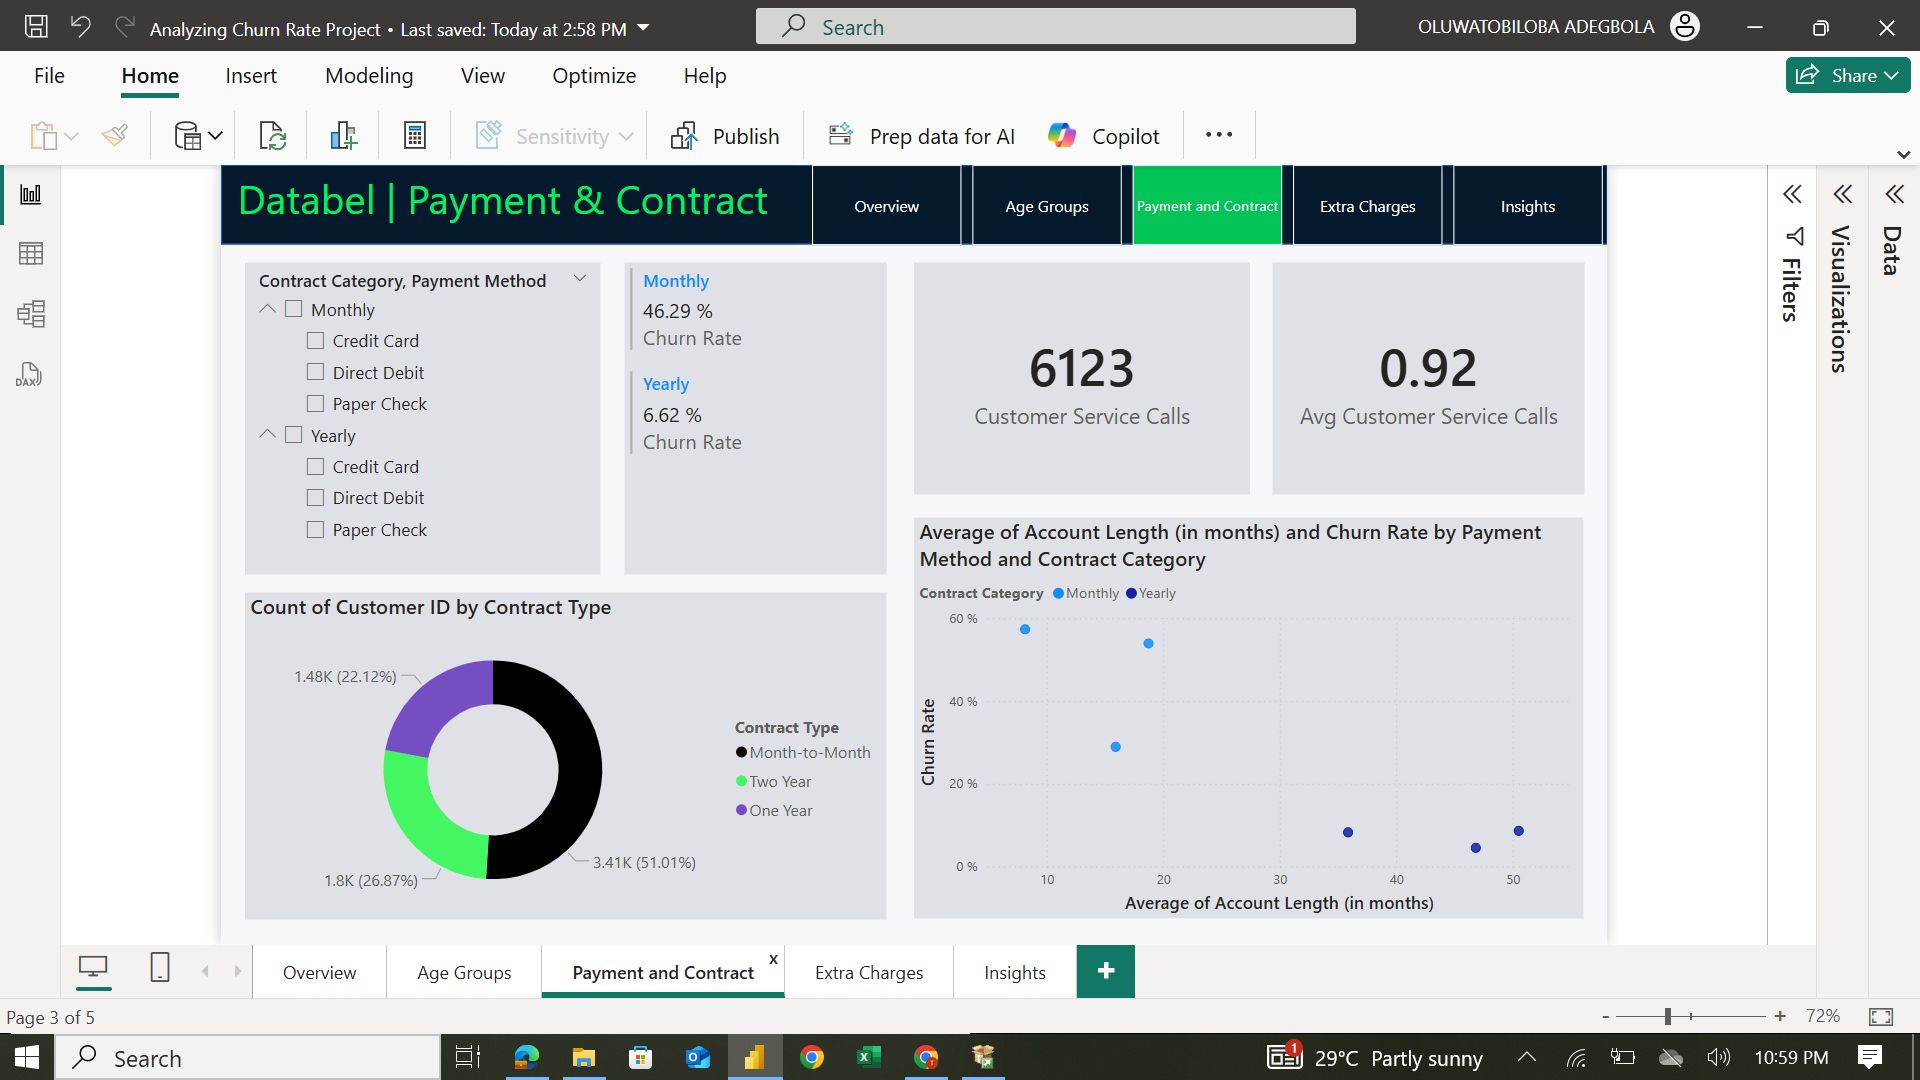 Analyzing Churn Rate Project • Last saved: Today at 2:58 PM
Search
OLUWATOBILOBA ADEGBOLA
File
Home
Insert
Modeling
View
Optimize
Help
Share
Sensitivity
Publish
Prep data for AI
Copilot
Databel | Payment & Contract
Overview
Age Groups
Payment and Contract
Extra Charges
Insights
DAX
Filters
Visualizations
Data
Contract Category, Payment Method
Monthly
Credit Card
Direct Debit
Paper Check
Yearly
Credit Card
Direct Debit
Paper Check
Monthly
46.29 %
Churn Rate
Yearly
6.62 %
Churn Rate
6123
Customer Service Calls
0.92
Avg Customer Service Calls
Count of Customer ID by Contract Type
1.48K (22.12%)
1.8K (26.87%)
3.41K (51.01%)
Contract Type
Month-to-Month
Two Year
One Year
Average of Account Length (in months) and Churn Rate by Payment
Method and Contract Category
Contract Category Monthly Yearly
60 %
40 %
20 %
0 %
Churn Rate
10 20 30 40 50
Average of Account Length (in months)
Overview
Age Groups
Payment and Contract x
Extra Charges
Insights
+
Page 3 of 5
- + 72%
Search
1
29°C Partly sunny
10:59 PM